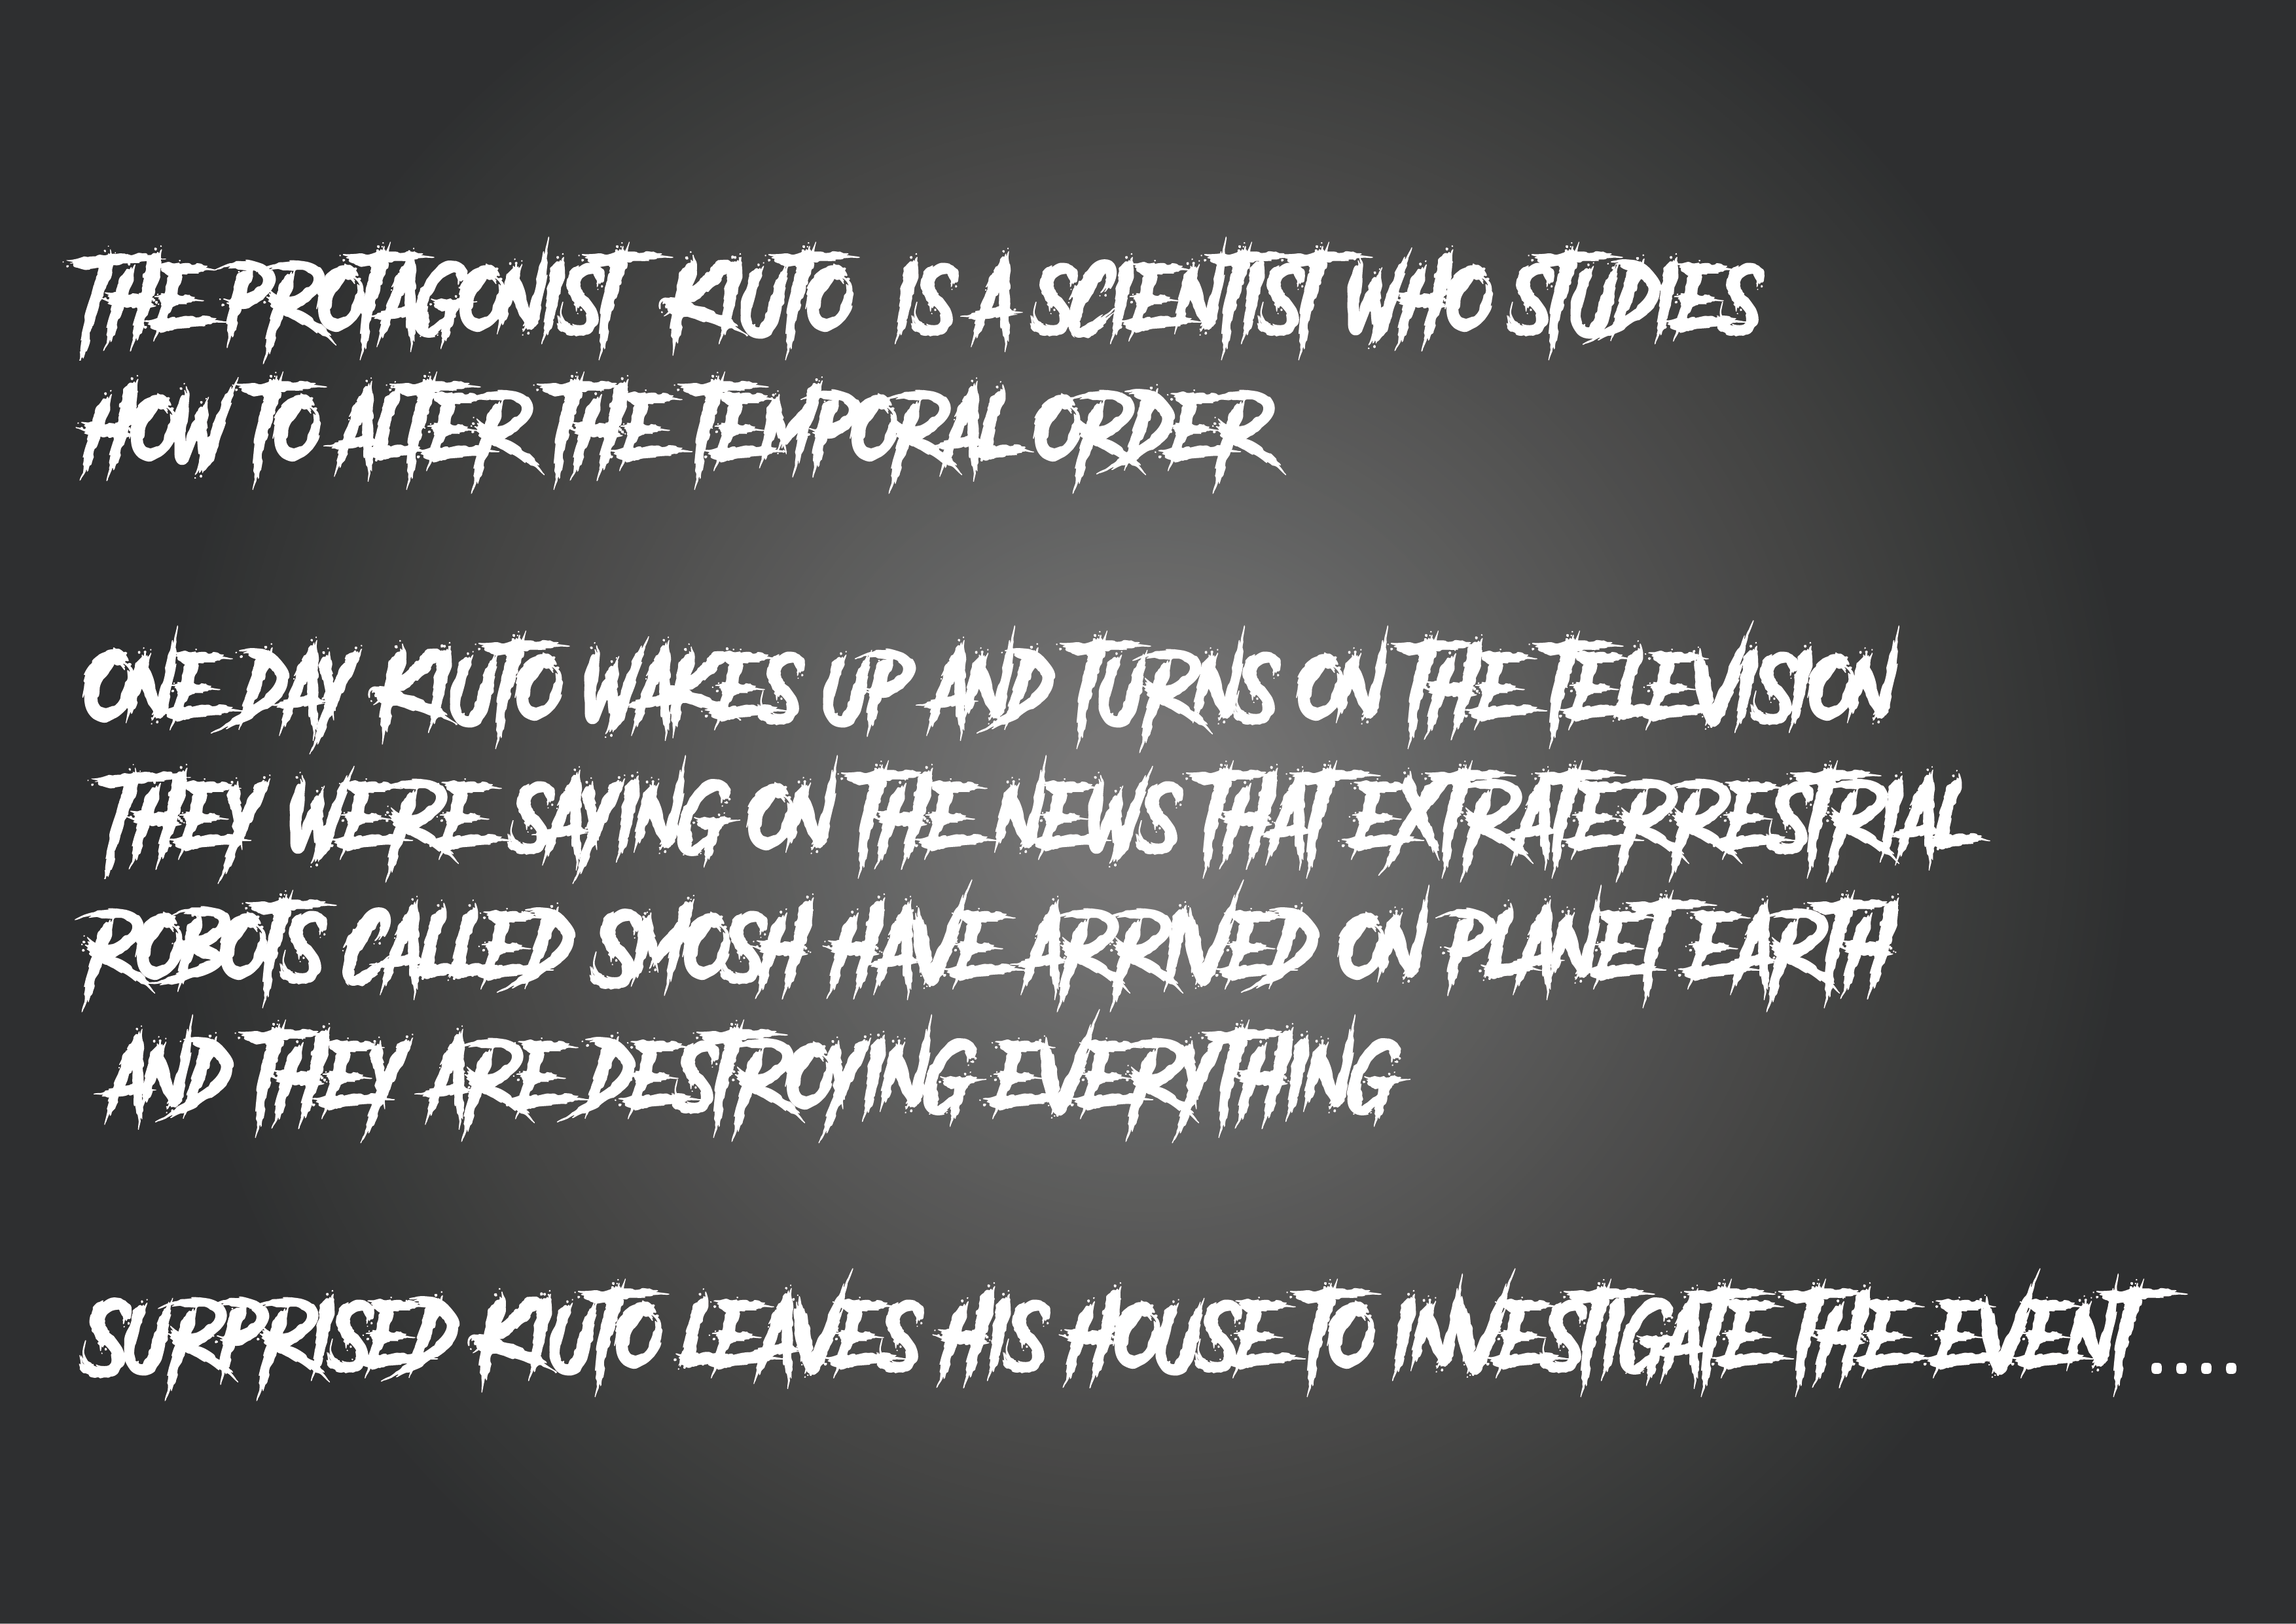 THE PROTAGONIST KIUTO IS A SCIENTIST WHO STUDIES
HOW TO ALTER THE TEMPORAL ORDER
ONE DAY KIUTO WAKES UP AND TURNS ON THE TELEVISION
THEY WERE SAYING ON THE NEWS THAT EXTRATERRESTRIAL
ROBOTS CALLED SMOSH HAVE ARRIVED ON PLANET EARTH
AND THEY ARE DESTROYING EVERYTHING
SURPRISED KIUTO LEAVES HIS HOUSE TO INVESTIGATE THE EVENT....